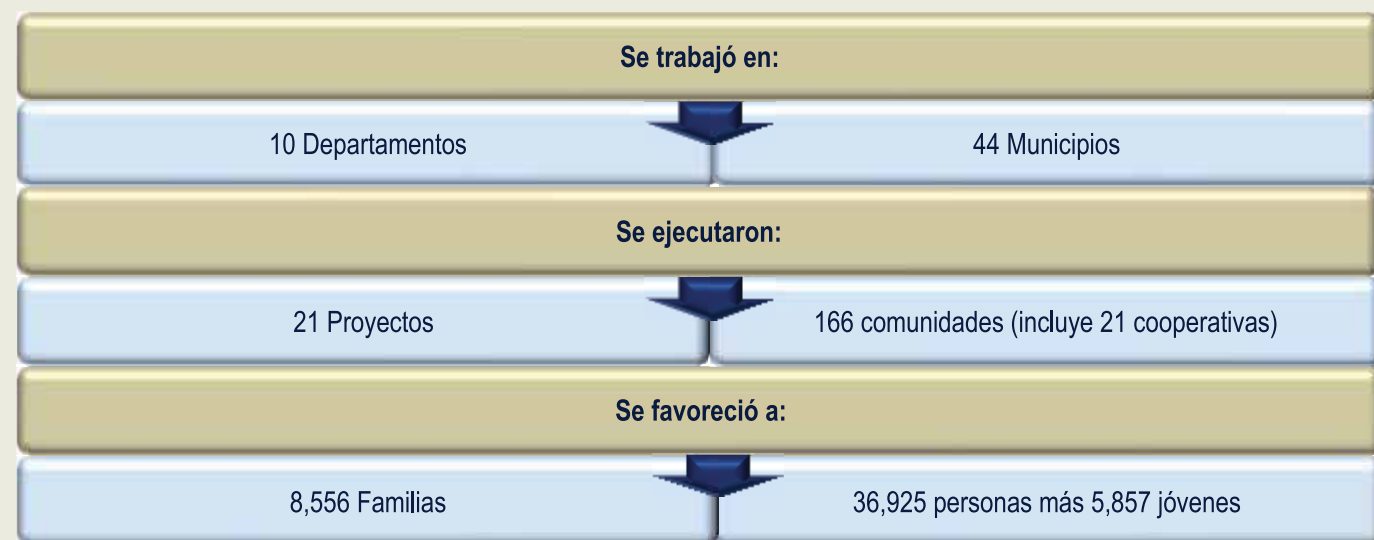 Se trabajó en:
10 Departamentos
44 Municipios
Se ejecutaron:
21 Proyectos
166 comunidades (incluye 21 cooperativas)
Se favoreció a:
8,556 Familias
36,925 personas más 5,857 jóvenes